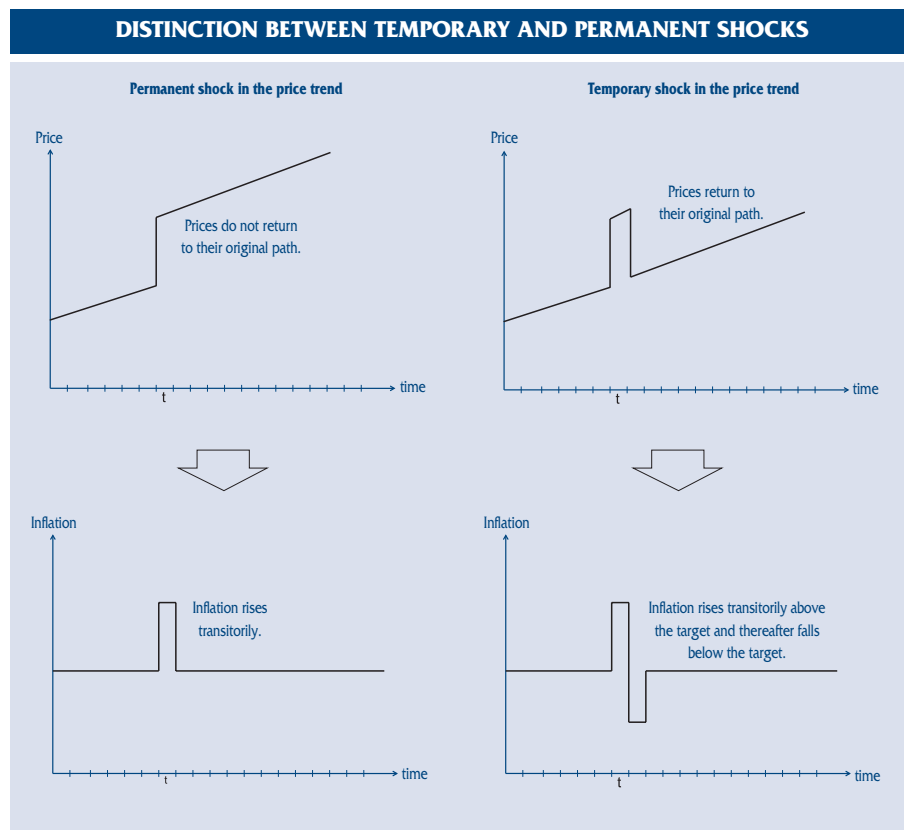 DISTINCTION BETWEEN TEMPORARY AND PERMANENT SHOCKS
Permanent shock in the price trend
Price
Prices do not return
to their original path.
time
t
Temporary shock in the price trend
Price
Prices return to
their original path.
time
t
Inflation
Inflation rises
transitorily.
time
t
Inflation
Inflation rises transitorily above
the target and thereafter falls
below the target.
time
t